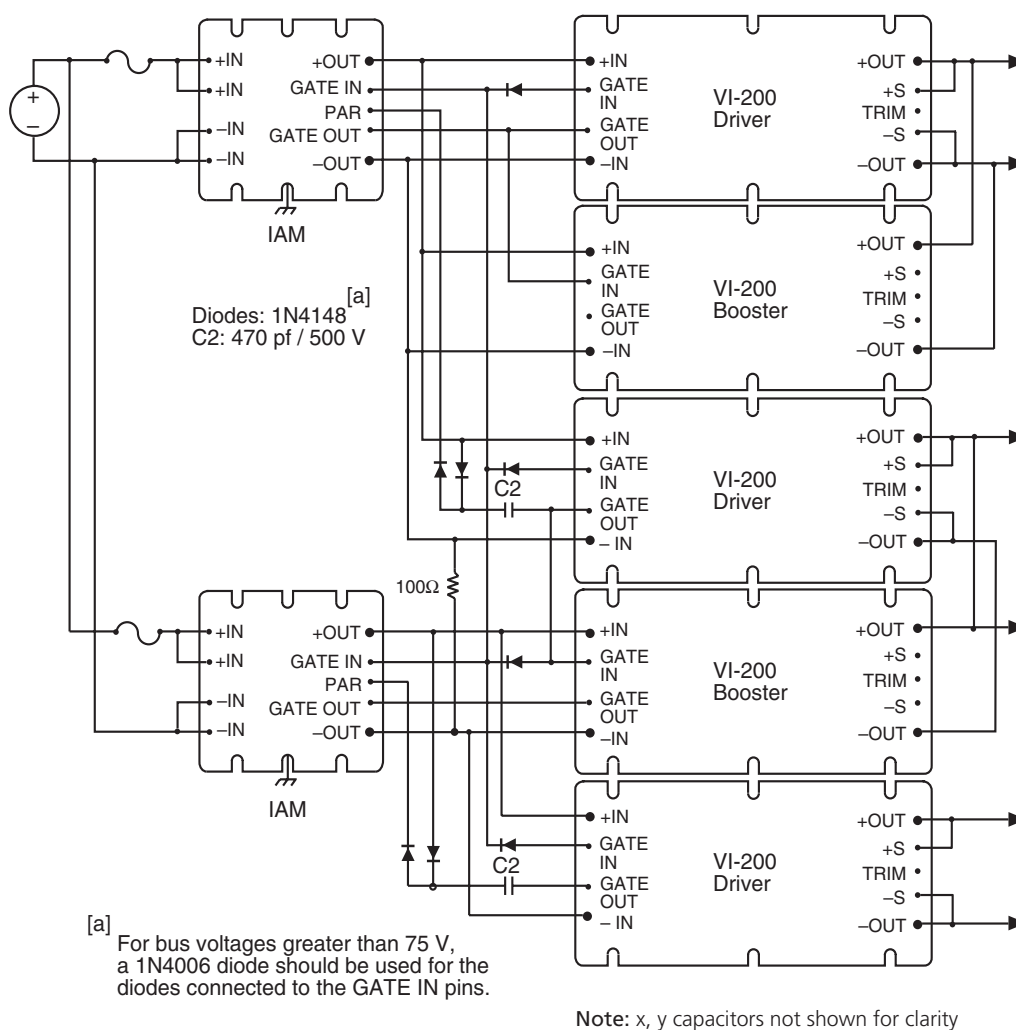 +
–
+IN
+IN
–IN
–IN
+OUT
GATE IN
PAR
GATE OUT
–OUT
IAM
+IN
GATE
IN
GATE
OUT
–IN
VI-200
Driver
+OUT
+S
TRIM
–S
–OUT
[a]
Diodes: 1N4148
C2: 470 pf / 500 V
+IN
GATE
IN
GATE
OUT
–IN
VI-200
Booster
+OUT
+S
TRIM
–S
–OUT
C2
+IN
GATE
IN
GATE
OUT
– IN
VI-200
Driver
+OUT
+S
TRIM
–S
–OUT
100Ω
+IN
+IN
–IN
–IN
+OUT
GATE IN
PAR
GATE OUT
–OUT
IAM
+IN
GATE
IN
GATE
OUT
–IN
VI-200
Booster
+OUT
+S
TRIM
–S
–OUT
C2
+IN
GATE
IN
GATE
OUT
– IN
VI-200
Driver
+OUT
+S
TRIM
–S
–OUT
[a]
For bus voltages greater than 75 V,
a 1N4006 diode should be used for the
diodes connected to the GATE IN pins.
Note: x, y capacitors not shown for clarity